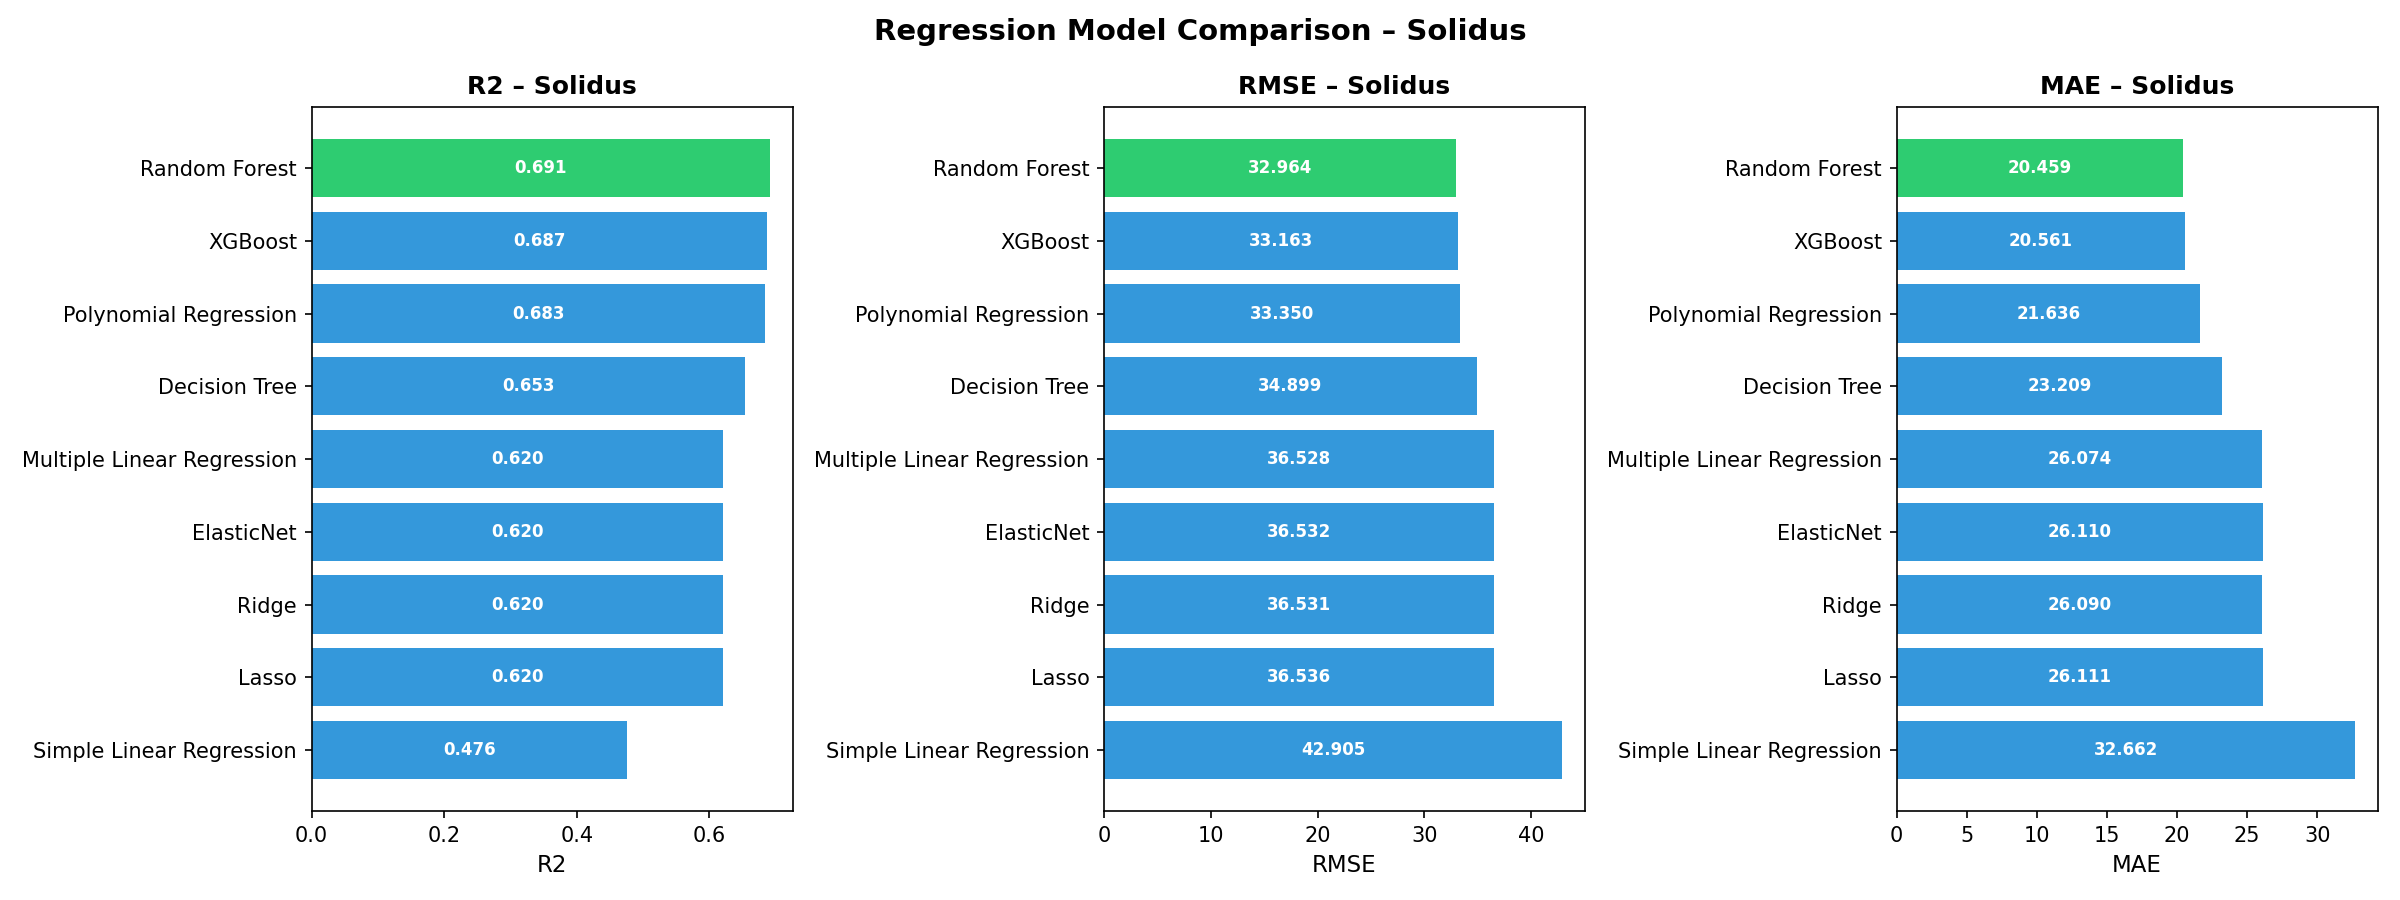 Regression Model Comparison – Solidus
R2 – Solidus
Random Forest
0.691
XGBoost
0.687
Polynomial Regression
0.683
Decision Tree
0.653
Multiple Linear Regression
0.620
ElasticNet
0.620
Ridge
0.620
Lasso
0.620
Simple Linear Regression
0.476
0.0 0.2 0.4 0.6
R2
RMSE – Solidus
Random Forest
32.964
XGBoost
33.163
Polynomial Regression
33.350
Decision Tree
34.899
Multiple Linear Regression
36.528
ElasticNet
36.532
Ridge
36.531
Lasso
36.536
Simple Linear Regression
42.905
0 10 20 30 40
RMSE
MAE – Solidus
Random Forest
20.459
XGBoost
20.561
Polynomial Regression
21.636
Decision Tree
23.209
Multiple Linear Regression
26.074
ElasticNet
26.110
Ridge
26.090
Lasso
26.111
Simple Linear Regression
32.662
0 5 10 15 20 25 30
MAE